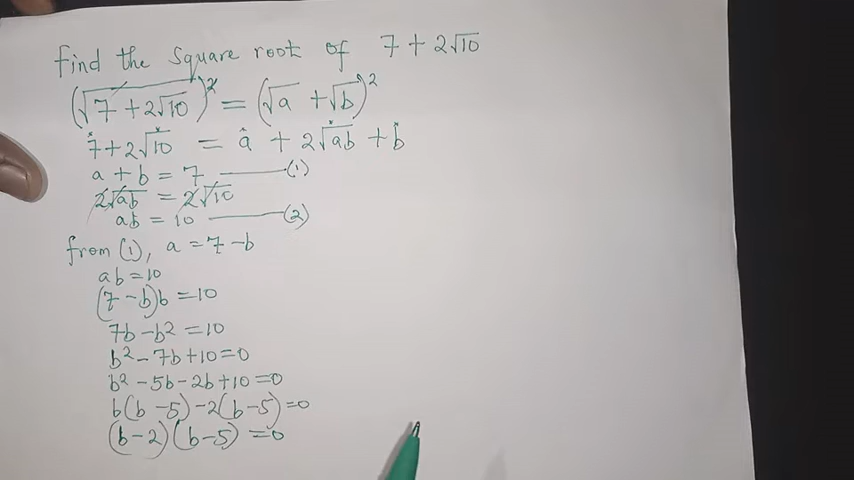 find the square root of 7 + 2√10
(√(7 + 2√10))² = (√a + √b)²
7 + 2√10 = a + 2√ab + b
a + b = 7 ——— (1)
2√ab = 2√10
ab = 10 ——— (2)
from (1), a = 7 - b
ab = 10
(7 - b)b = 10
7b - b² = 10
b² - 7b + 10 = 0
b² - 5b - 2b + 10 = 0
b(b - 5) - 2(b - 5) = 0
(b - 2)(b - 5) = 0